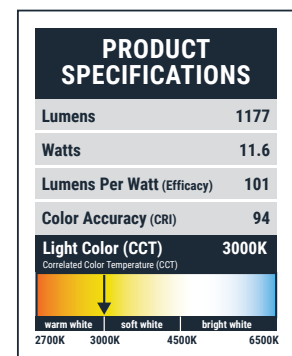 PRODUCT
SPECIFICATIONS
Lumens 1177
Watts 11.6
Lumens Per Watt (Efficacy) 101
Color Accuracy (CRI) 94
Light Color (CCT) 3000K
Correlated Color Temperature (CCT)
warm white soft white bright white
2700K 3000K 4500K 6500K